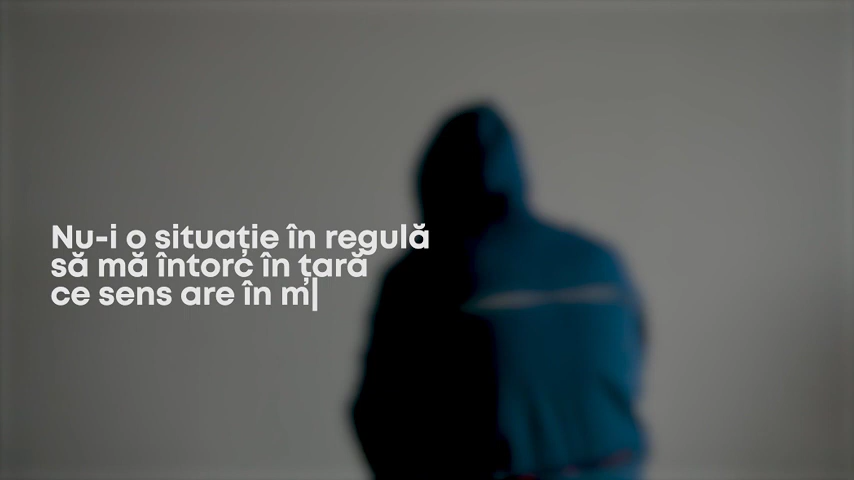 Nu-i o situație în regulă
să mă întorc în țară
ce sens are în m|